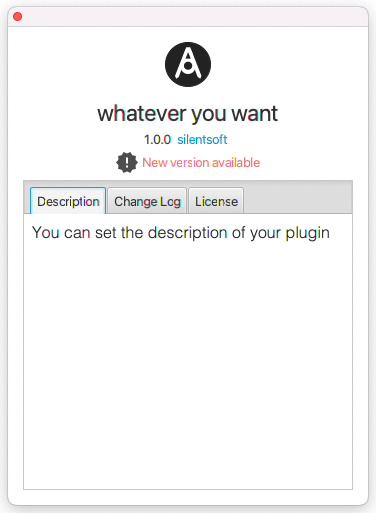 whatever you want
1.0.0 silentsoft
New version available
Description Change Log License
You can set the description of your plugin